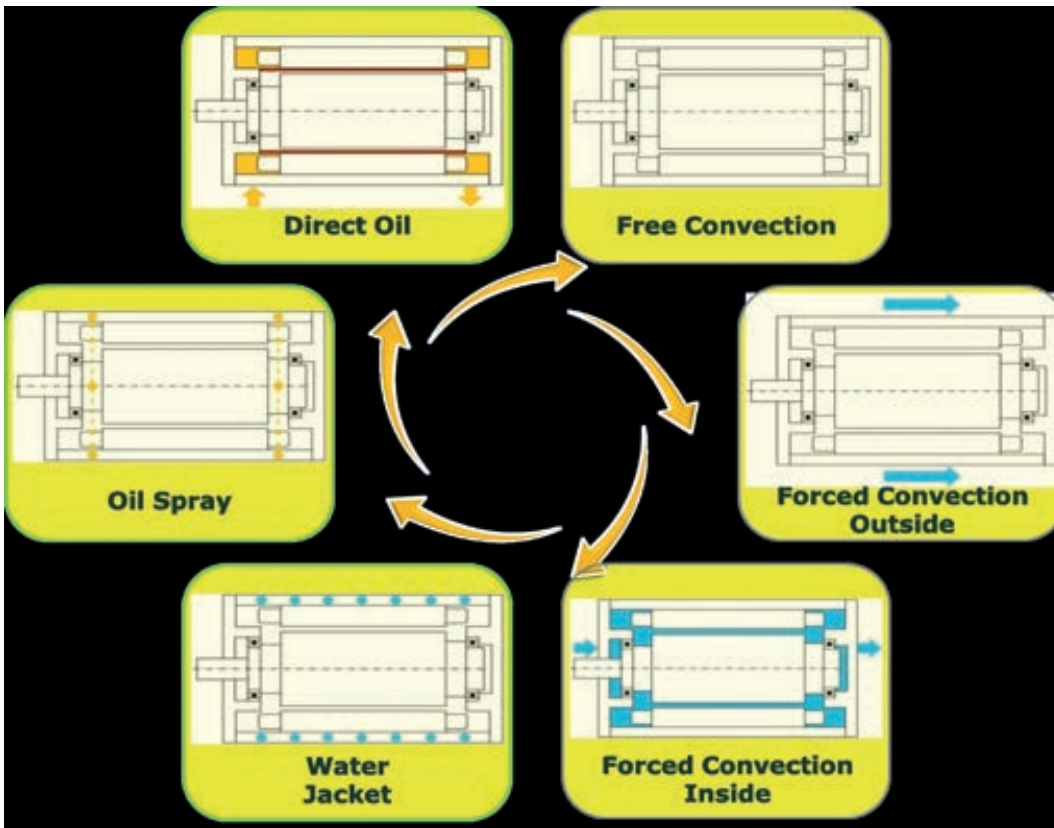 Direct Oil
Free Convection
Oil Spray
Forced Convection
Outside
Water
Jacket
Forced Convection
Inside